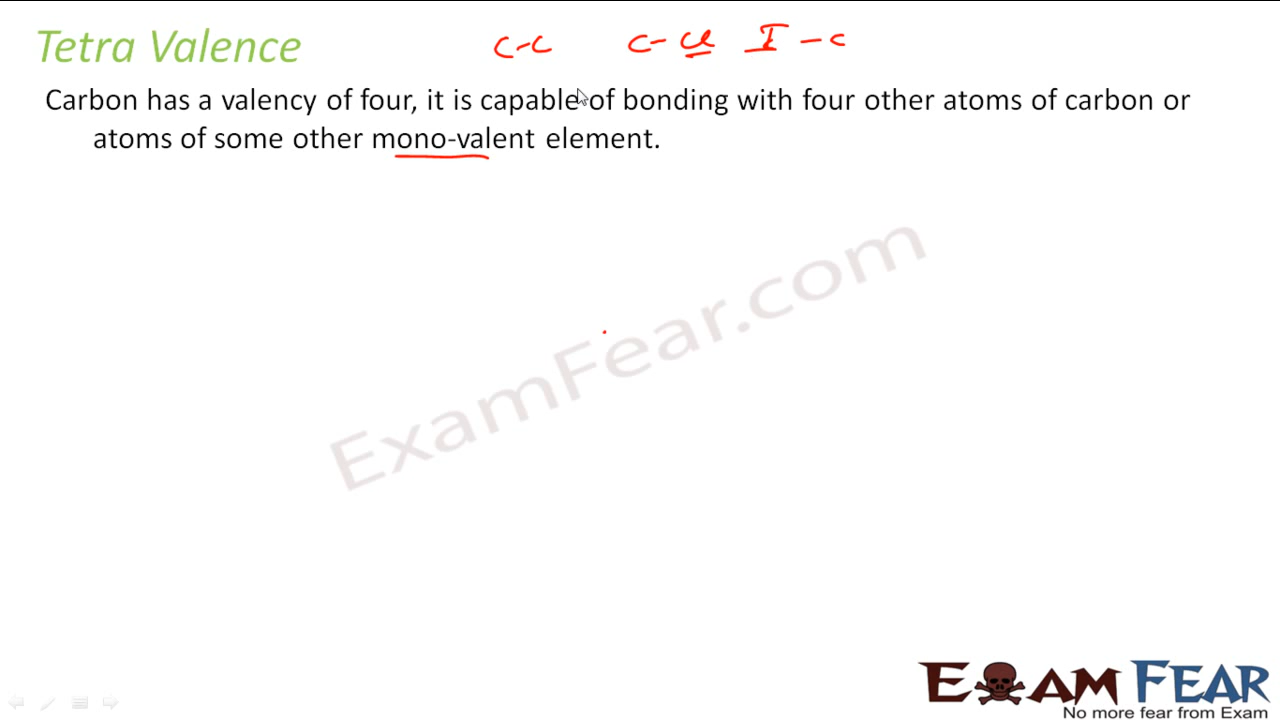 Tetra Valence
C-C C-Cl I-C
Carbon has a valency of four, it is capable of bonding with four other atoms of carbon or
atoms of some other mono-valent element.
ExamFear.com
EXAM FEAR
No more fear from Exam